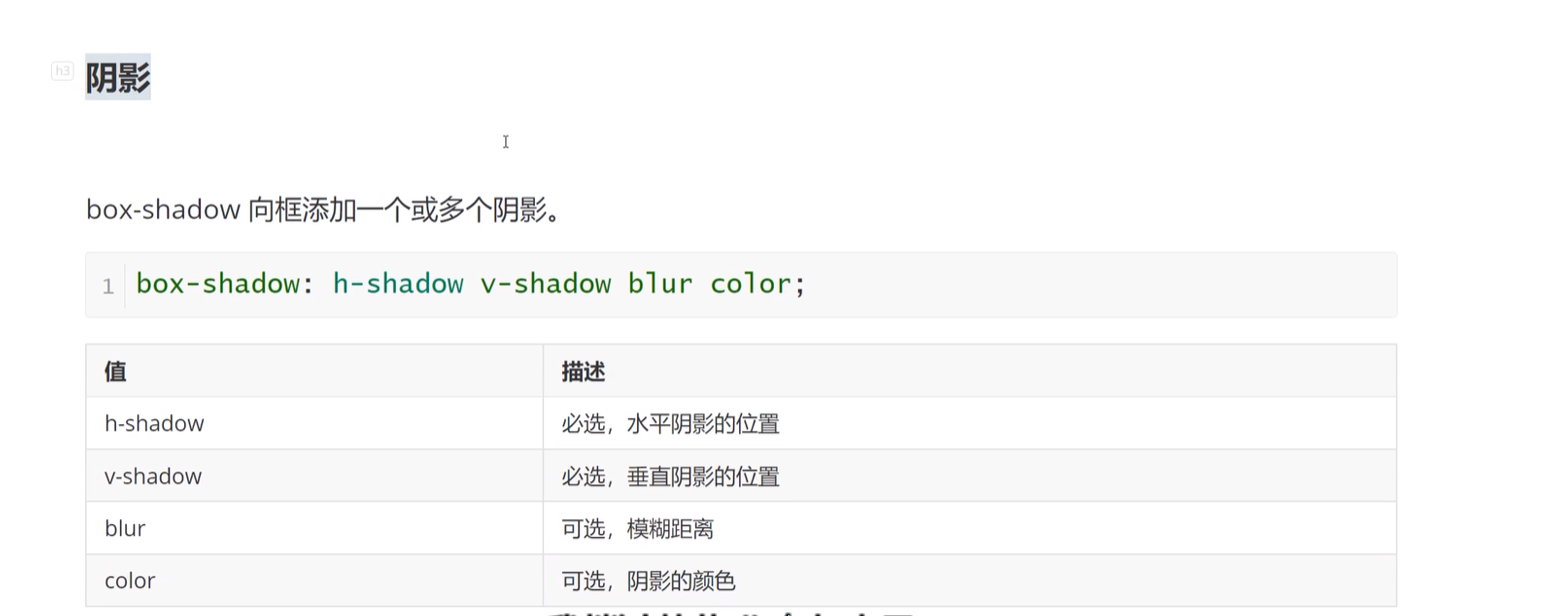 h3
阴影
box-shadow 向框添加一个或多个阴影。
1 box-shadow: h-shadow v-shadow blur color;
值 描述
h-shadow 必选，水平阴影的位置
v-shadow 必选，垂直阴影的位置
blur 可选，模糊距离
color 可选，阴影的颜色